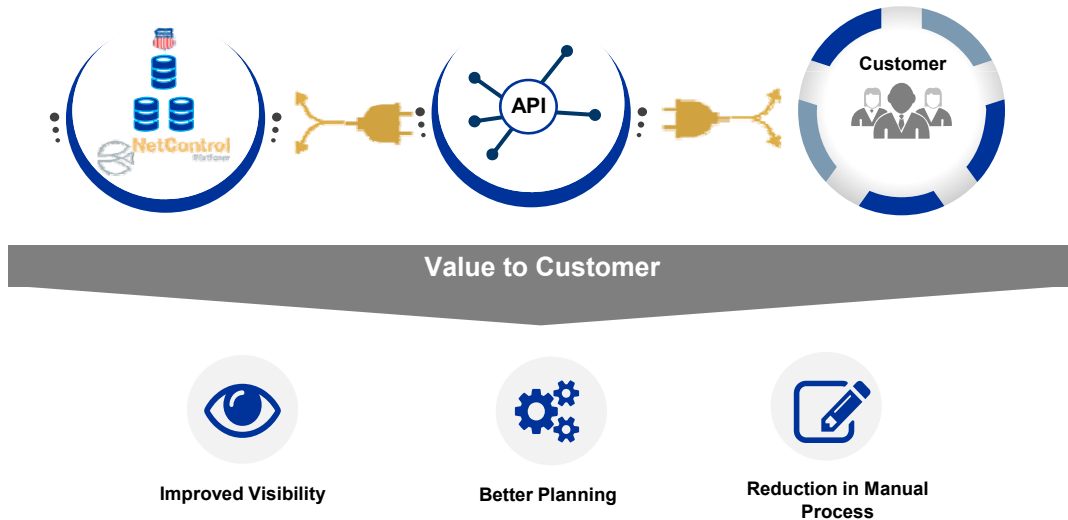 Customer
API
NetControl
Value to Customer
Improved Visibility
Better Planning
Reduction in Manual
Process